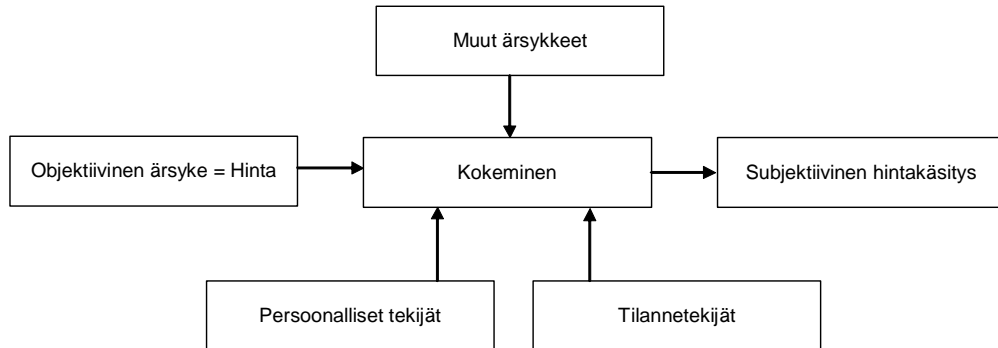 Muut ärsykkeet
Objektiivinen ärsyke = Hinta
Kokeminen
Subjektiivinen hintakäsitys
Persoonalliset tekijät
Tilannetekijät